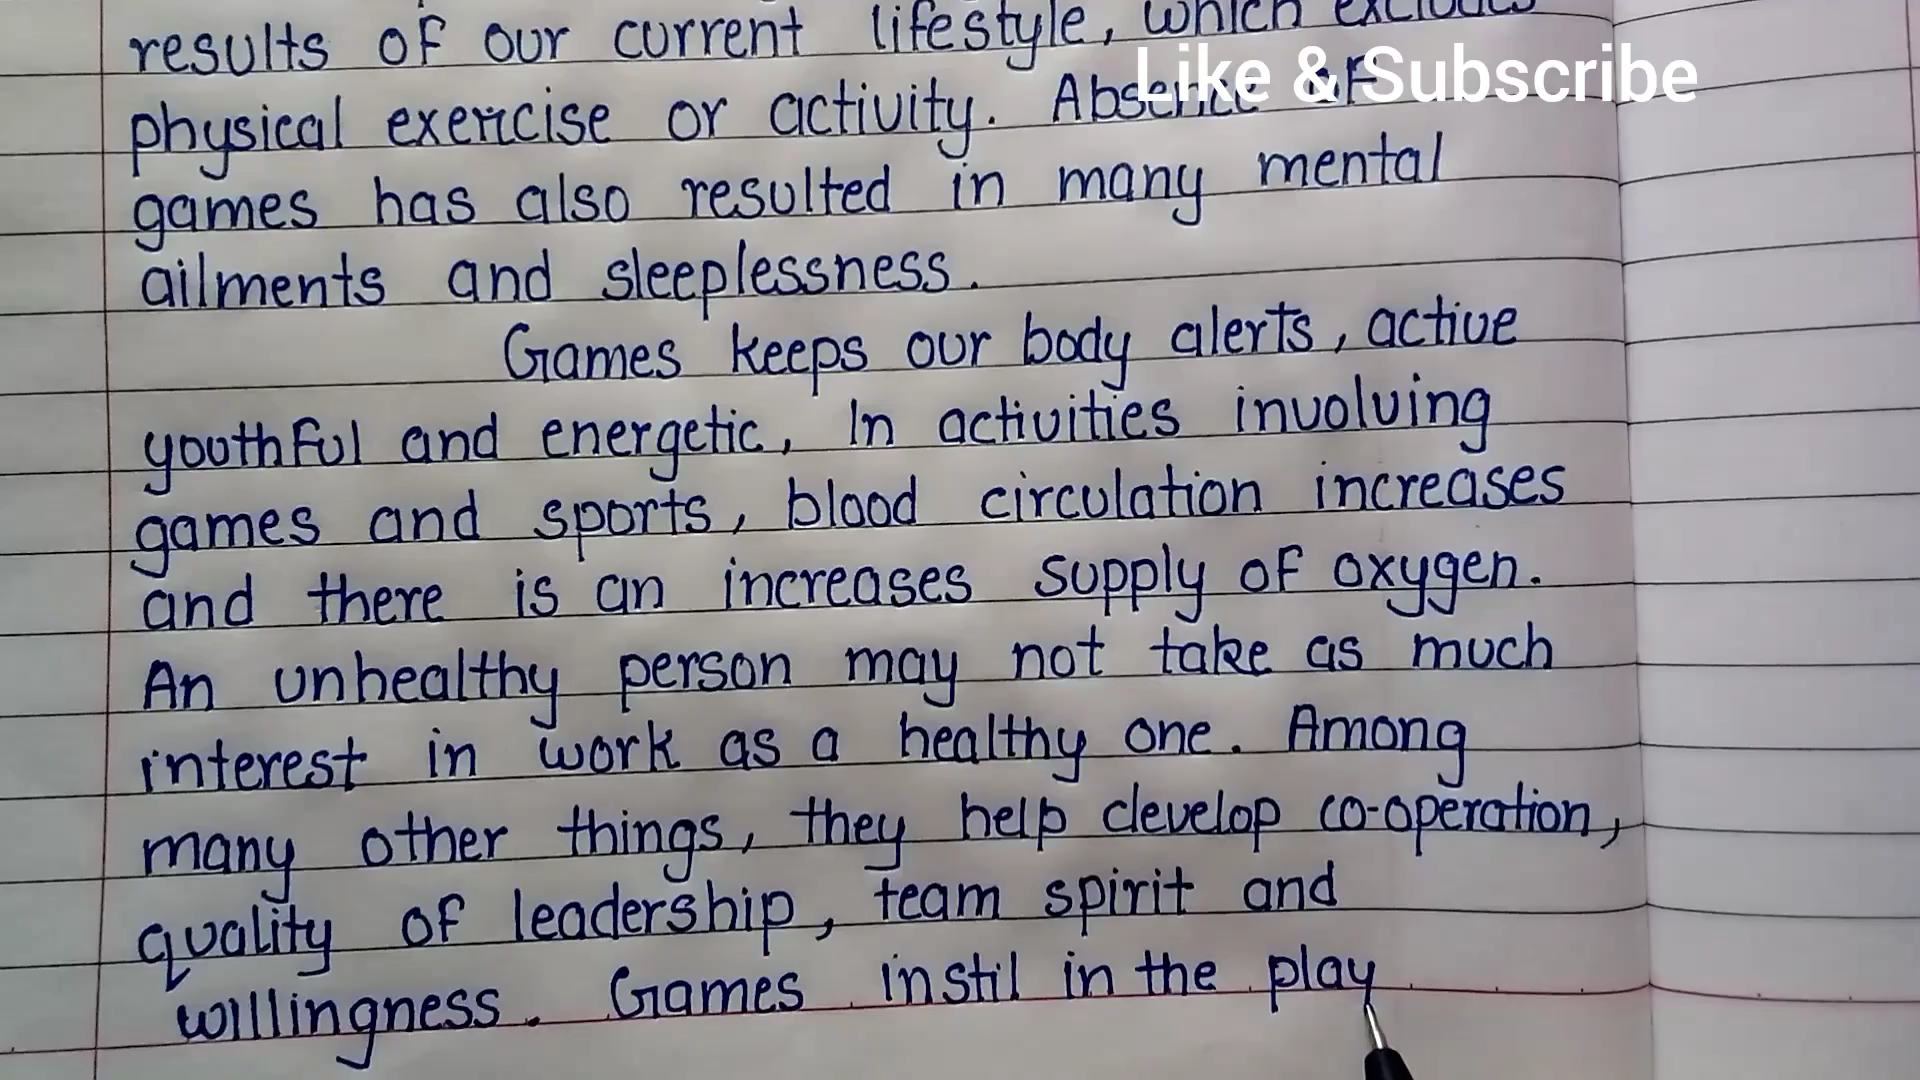 results of our current lifestyle, which excludes
Like & Subscribe
physical exercise or activity. Absence of
games has also resulted in many mental
ailments and sleeplessness.
Games keeps our body alerts, active
youthful and energetic, In activities involving
games and sports, blood circulation increases
and there is an increases supply of oxygen.
An unhealthy person may not take as much
interest in work as a healthy one. Among
many other things, they help develop co-operation,
quality of leadership, team spirit and
willingness. Games instil in the play